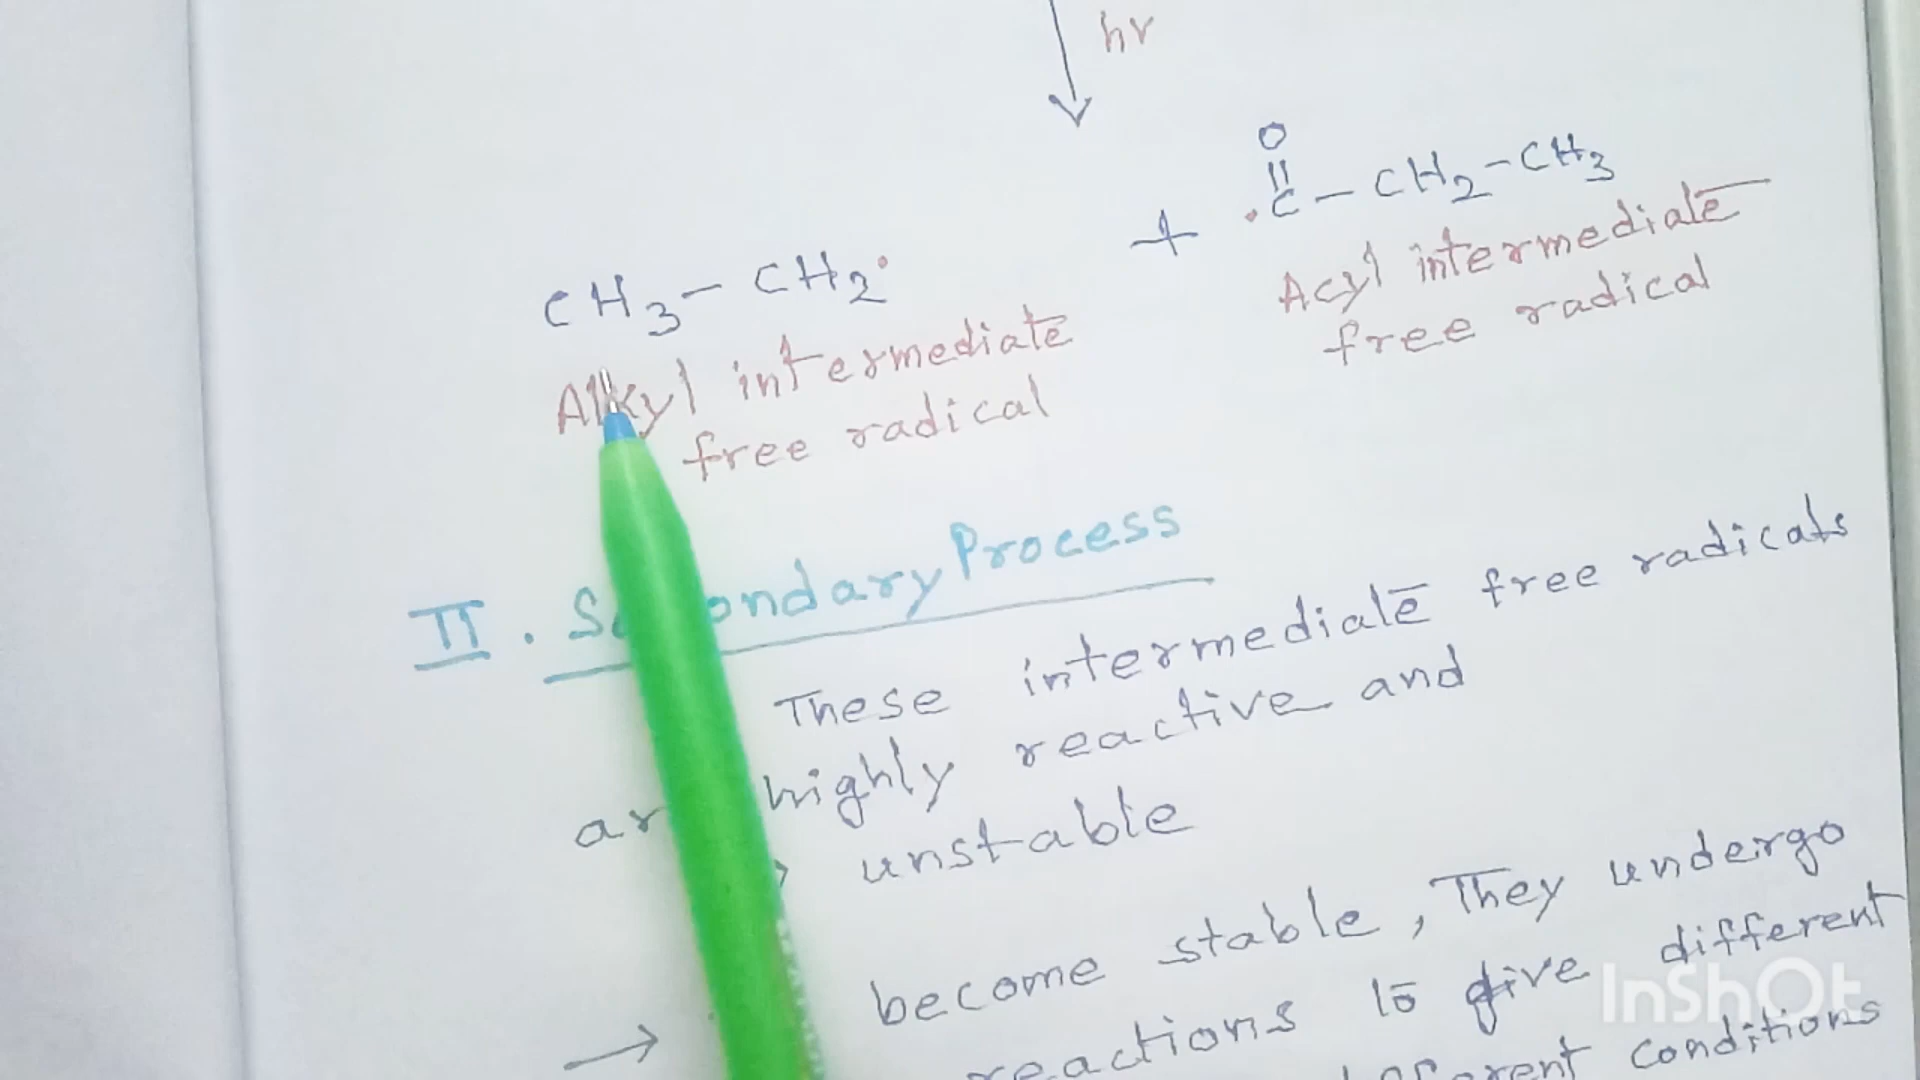 hν
O
||
CH3 – CH2• + •C – CH2 – CH3
Alkyl intermediate
free radical
Acyl intermediate
free radical
II. Secondary Process
These intermediate free radicals
are highly reactive and
unstable
→ become stable, They undergo
reactions to give different
conditions
InShOt